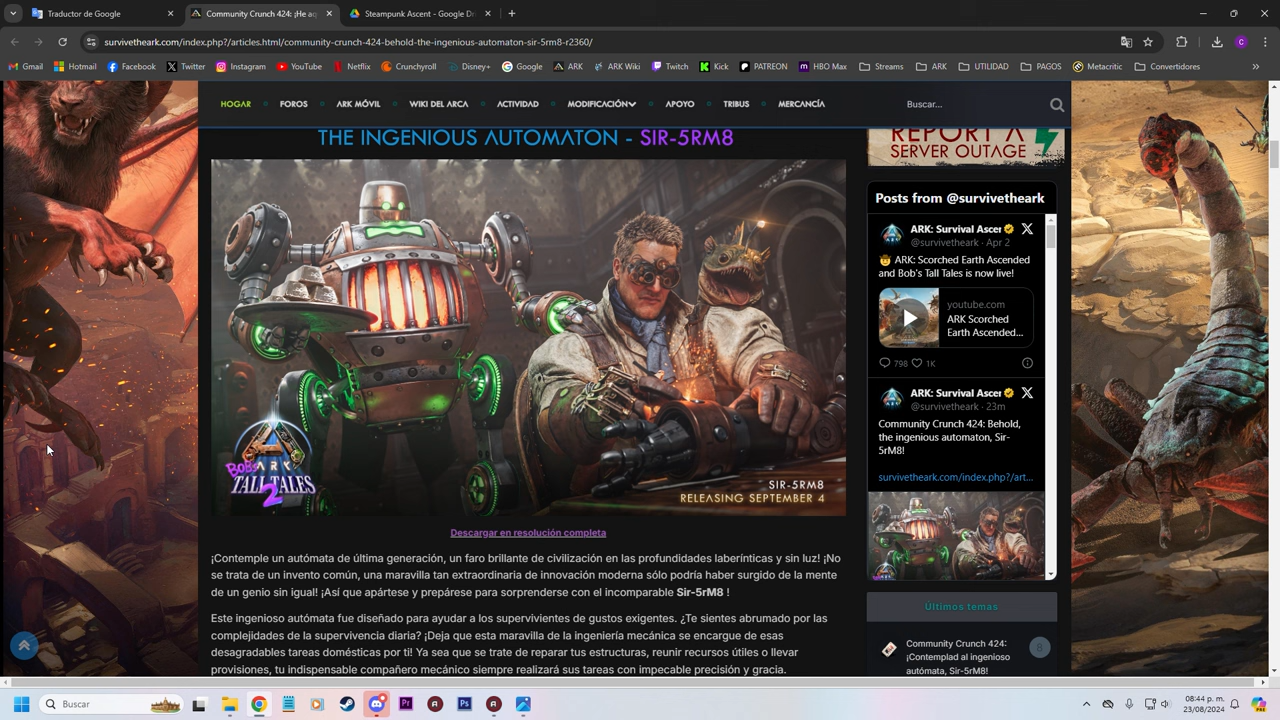 Traductor de Google
Community Crunch 424: ¡He aq
Steampunk Ascent - Google Dri
survivetheark.com/index.php?/articles.html/community-crunch-424-behold-the-ingenious-automaton-sir-5rm8-r2360/
Gmail
Hotmail
Facebook
Twitter
Instagram
YouTube
Netflix
Crunchyroll
Disney+
Google
ARK
ARK Wiki
Twitch
Kick
PATREON
HBO Max
Streams
ARK
UTILIDAD
PAGOS
Metacritic
Convertidores
HOGAR
FOROS
ARK MÓVIL
WIKI DEL ARCA
ACTIVIDAD
MODIFICACIÓN
APOYO
TRIBUS
MERCANCÍA
Buscar...
THE INGENIOUS AUTOMATON - SIR-5RM8
BOB'S
ARK
TALL TALES
2
SIR-5RM8
RELEASING SEPTEMBER 4
Descargar en resolución completa
¡Contemple un autómata de última generación, un faro brillante de civilización en las profundidades laberínticas y sin luz! ¡No
se trata de un invento común, una maravilla tan extraordinaria de innovación moderna sólo podría haber surgido de la mente
de un genio sin igual! ¡Así que apártese y prepárese para sorprenderse con el incomparable Sir-5rM8 !
Este ingenioso autómata fue diseñado para ayudar a los supervivientes de gustos exigentes. ¿Te sientes abrumado por las
complejidades de la supervivencia diaria? ¡Deja que esta maravilla de la ingeniería mecánica se encargue de esas
desagradables tareas domésticas por ti! Ya sea que se trate de reparar tus estructuras, reunir recursos útiles o llevar
provisiones, tu indispensable compañero mecánico siempre realizará sus tareas con impecable precisión y gracia.
REPORT A
SERVER OUTAGE
Posts from @survivetheark
ARK: Survival Ascen
@survivetheark · Apr 2
🤠 ARK: Scorched Earth Ascended
and Bob's Tall Tales is now live!
youtube.com
ARK Scorched
Earth Ascended...
798
1K
ARK: Survival Ascen
@survivetheark · 23m
Community Crunch 424: Behold,
the ingenious automaton, Sir-
5rM8!
survivetheark.com/index.php?/art...
Últimos temas
Community Crunch 424:
¡Contemplad al ingenioso
autómata, Sir-5rM8!
8
Buscar
08:44 p. m.
23/08/2024